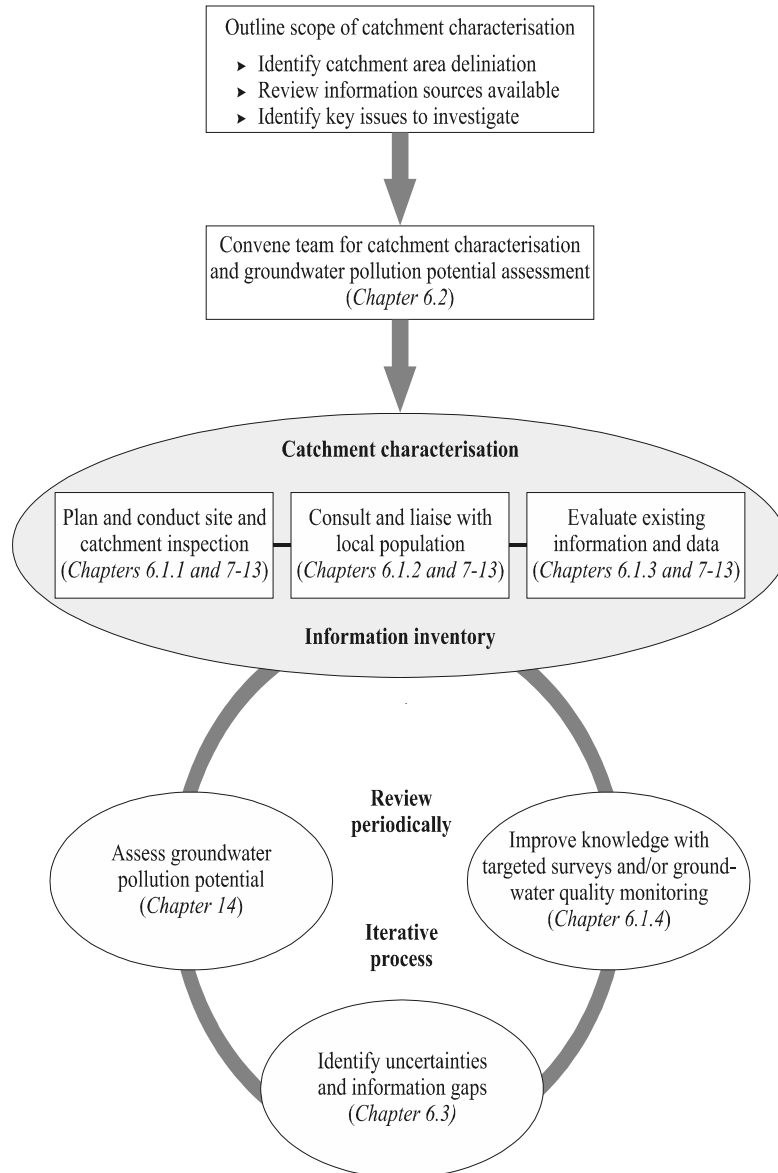 Outline scope of catchment characterisation
➤ Identify catchment area deliniation
➤ Review information sources available
➤ Identify key issues to investigate
Convene team for catchment characterisation
and groundwater pollution potential assessment
(Chapter 6.2)
Catchment characterisation
Plan and conduct site and
catchment inspection
(Chapters 6.1.1 and 7-13)
Consult and liaise with
local population
(Chapters 6.1.2 and 7-13)
Evaluate existing
information and data
(Chapters 6.1.3 and 7-13)
Information inventory
Review
periodically
Assess groundwater
pollution potential
(Chapter 14)
Improve knowledge with
targeted surveys and/or ground-
water quality monitoring
(Chapter 6.1.4)
Iterative
process
Identify uncertainties
and information gaps
(Chapter 6.3)